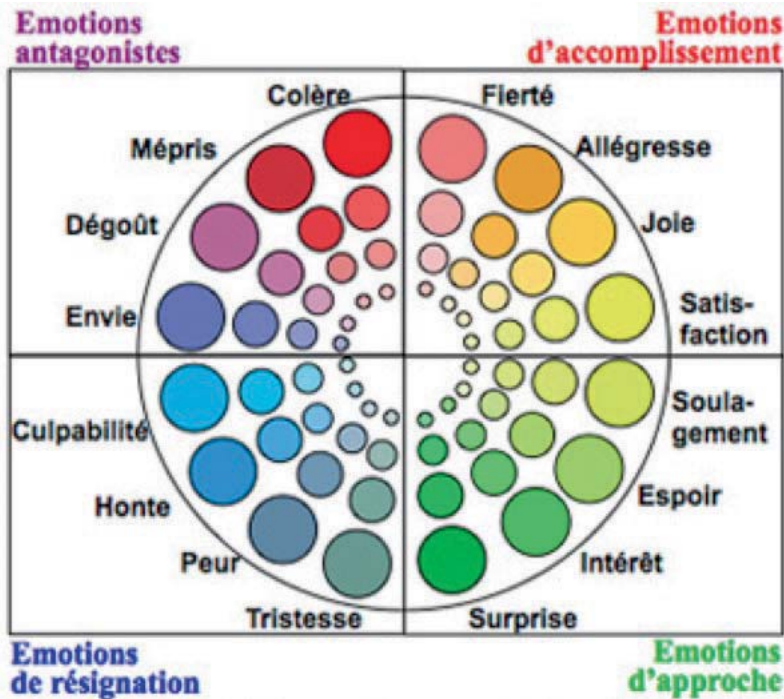 Emotions
antagonistes
Emotions
d'accomplissement
Colère
Fierté
Mépris
Allégresse
Dégoût
Joie
Envie
Satis-
faction
Culpabilité
Soula-
gement
Honte
Espoir
Peur
Intérêt
Tristesse
Surprise
Emotions
de résignation
Emotions
d'approche